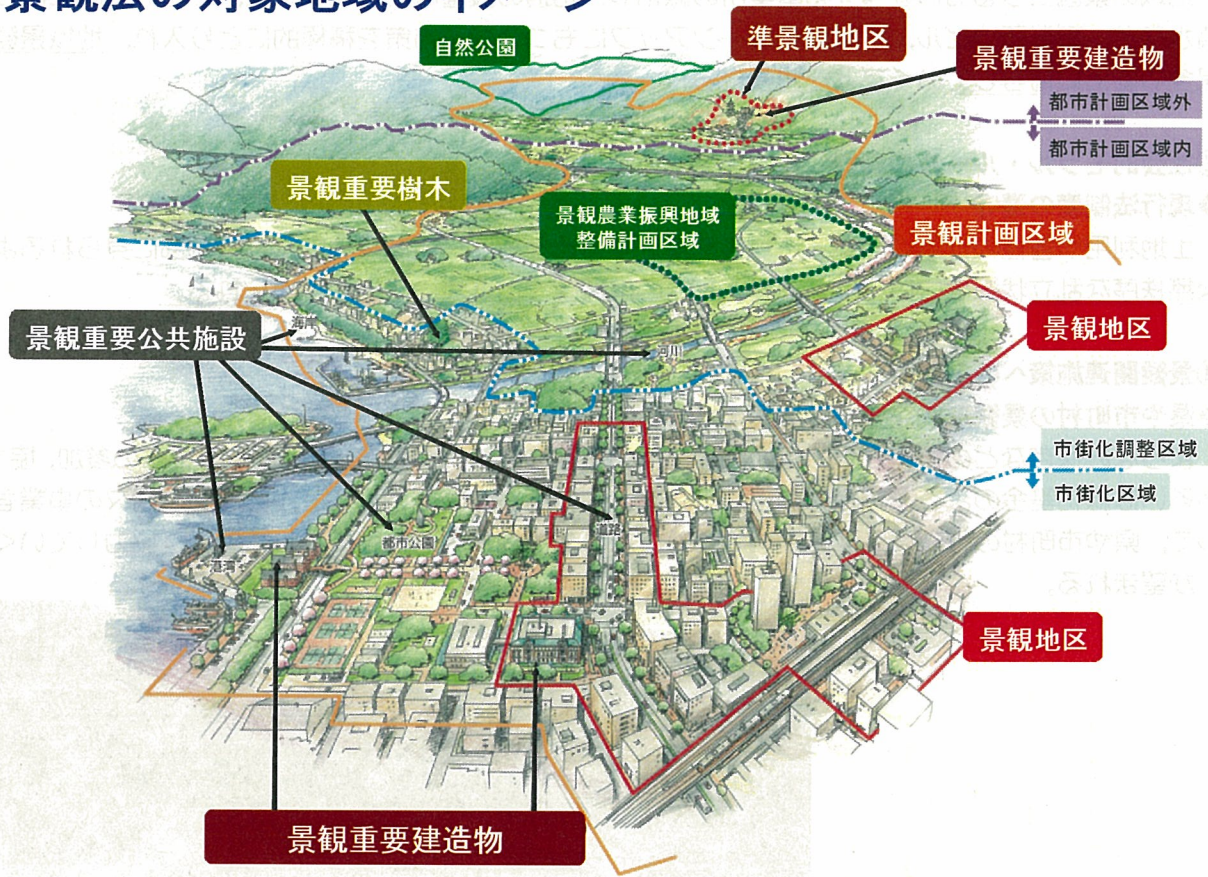 景観法の対象地域のイメージ
自然公園
準景観地区
景観重要建造物
都市計画区域外
都市計画区域内
景観重要樹木
景観農業振興地域
整備計画区域
景観計画区域
景観地区
景観重要公共施設
河川
市街化調整区域
市街化区域
道路
都市公園
港湾
景観地区
景観重要建造物